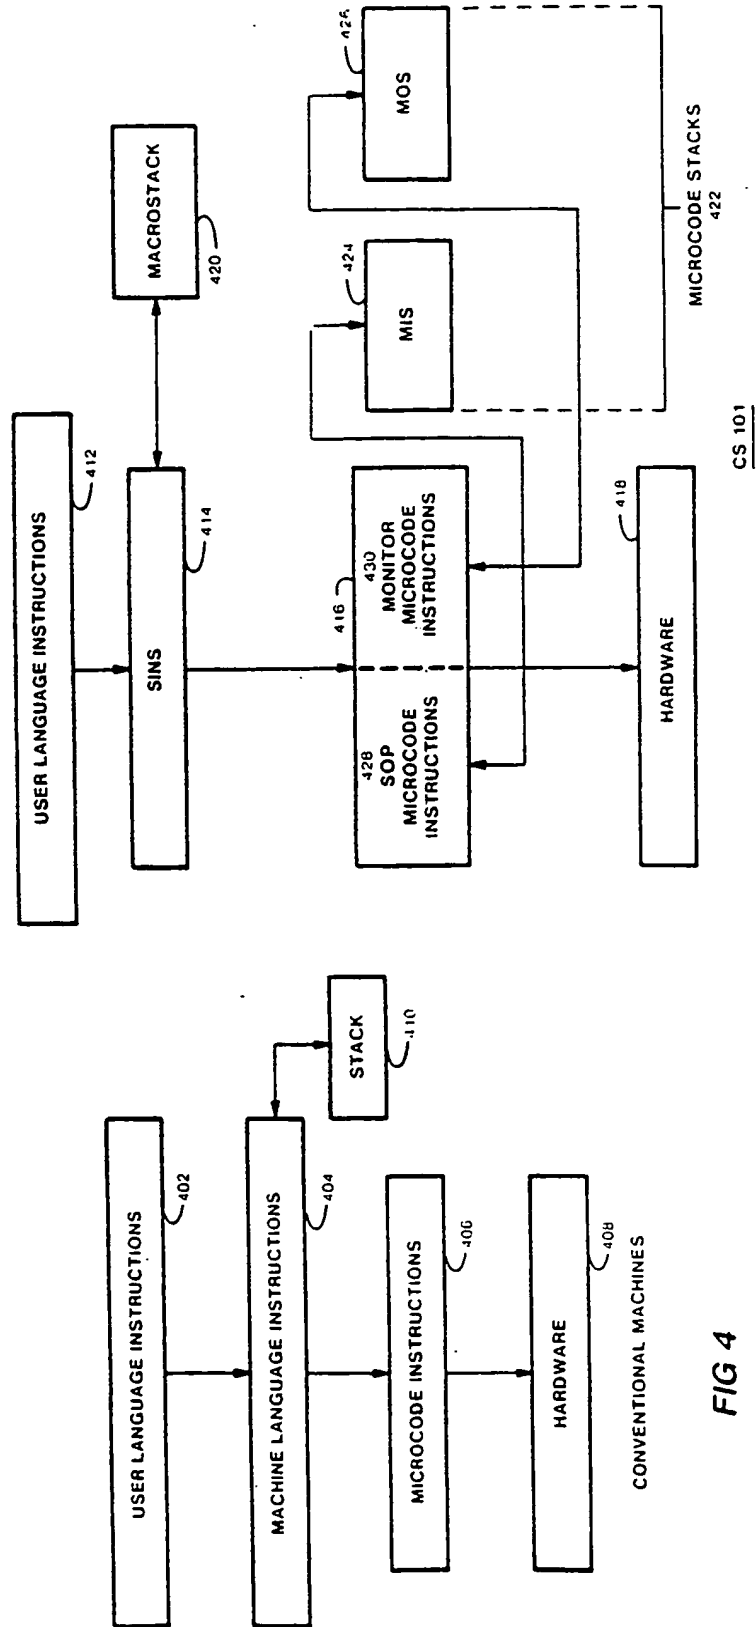 USER LANGUAGE INSTRUCTIONS
402
MACHINE LANGUAGE INSTRUCTIONS
404
STACK
410
MICROCODE INSTRUCTIONS
406
HARDWARE
408
CONVENTIONAL MACHINES
USER LANGUAGE INSTRUCTIONS
412
SINS
414
MACROSTACK
420
416
428
SOP
MICROCODE
INSTRUCTIONS
430
MONITOR
MICROCODE
INSTRUCTIONS
MIS
424
MOS
426
MICROCODE STACKS
422
HARDWARE
418
CS 101
FIG 4